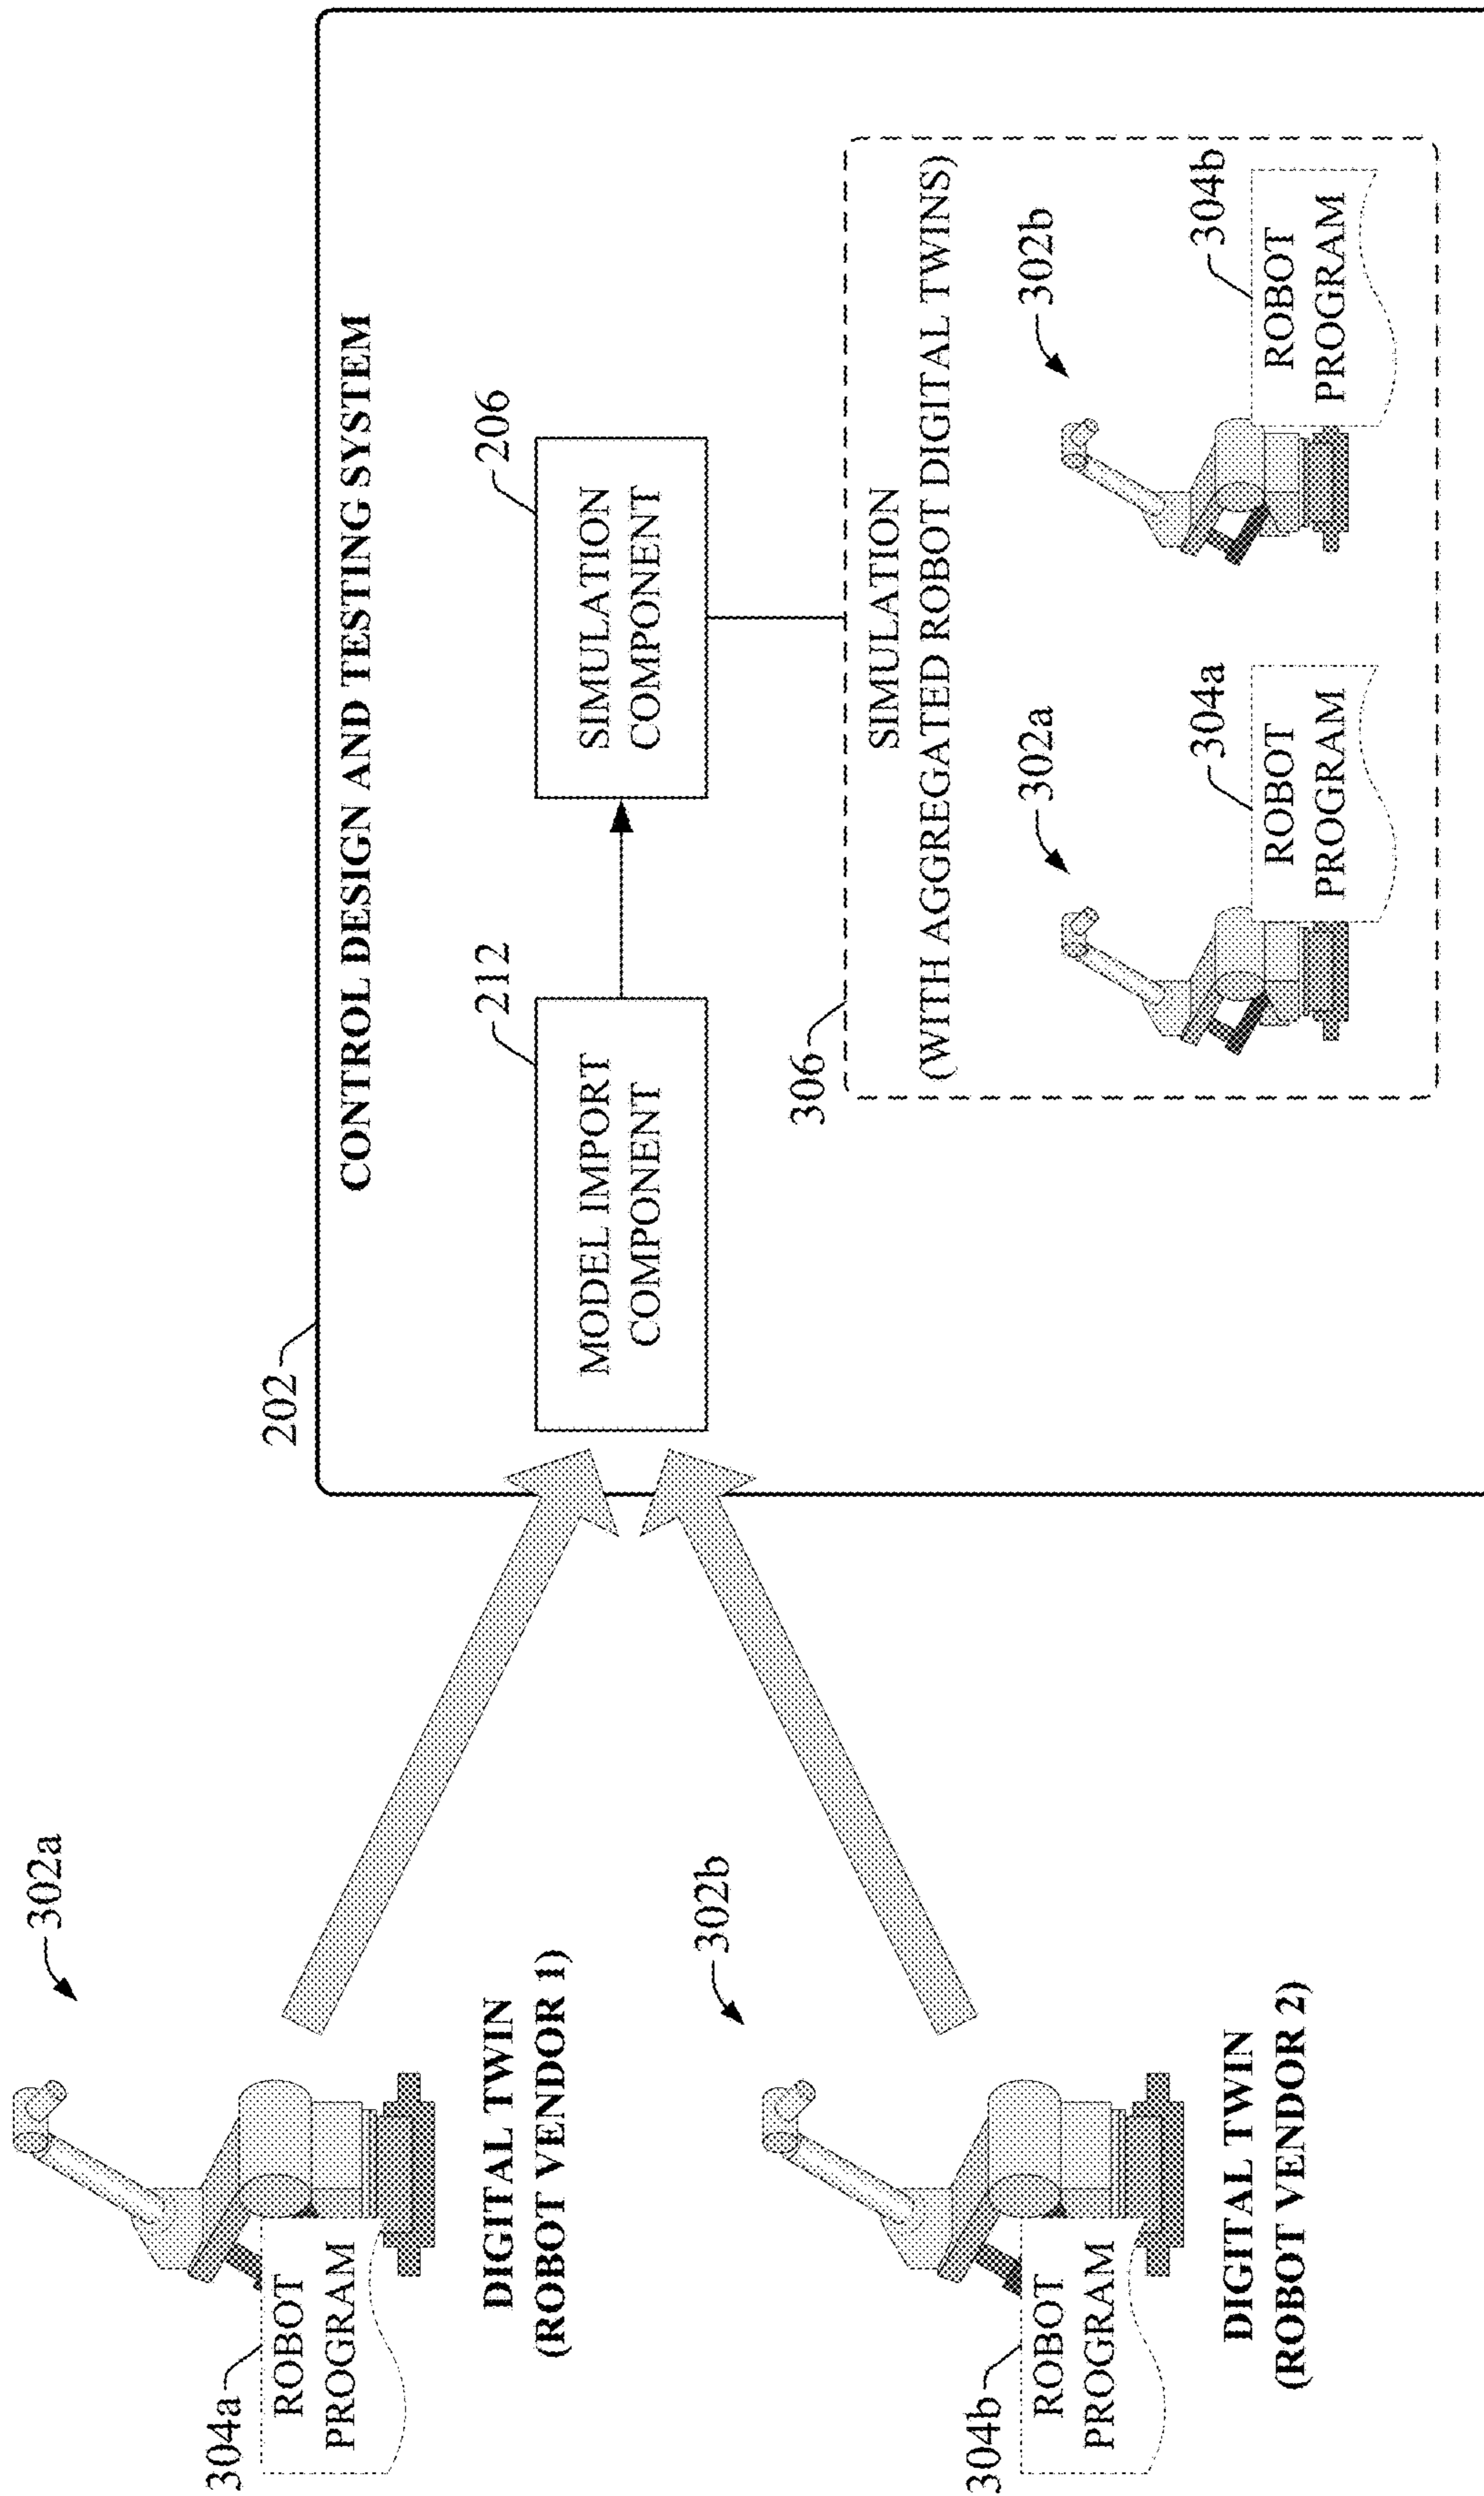 304a
ROBOT
PROGRAM
302a
DIGITAL TWIN
(ROBOT VENDOR 1)
304b
ROBOT
PROGRAM
302b
DIGITAL TWIN
(ROBOT VENDOR 2)
202
CONTROL DESIGN AND TESTING SYSTEM
212
MODEL IMPORT
COMPONENT
206
SIMULATION
COMPONENT
306
SIMULATION
(WITH AGGREGATED ROBOT DIGITAL TWINS)
302a
304a
ROBOT
PROGRAM
302b
304b
ROBOT
PROGRAM